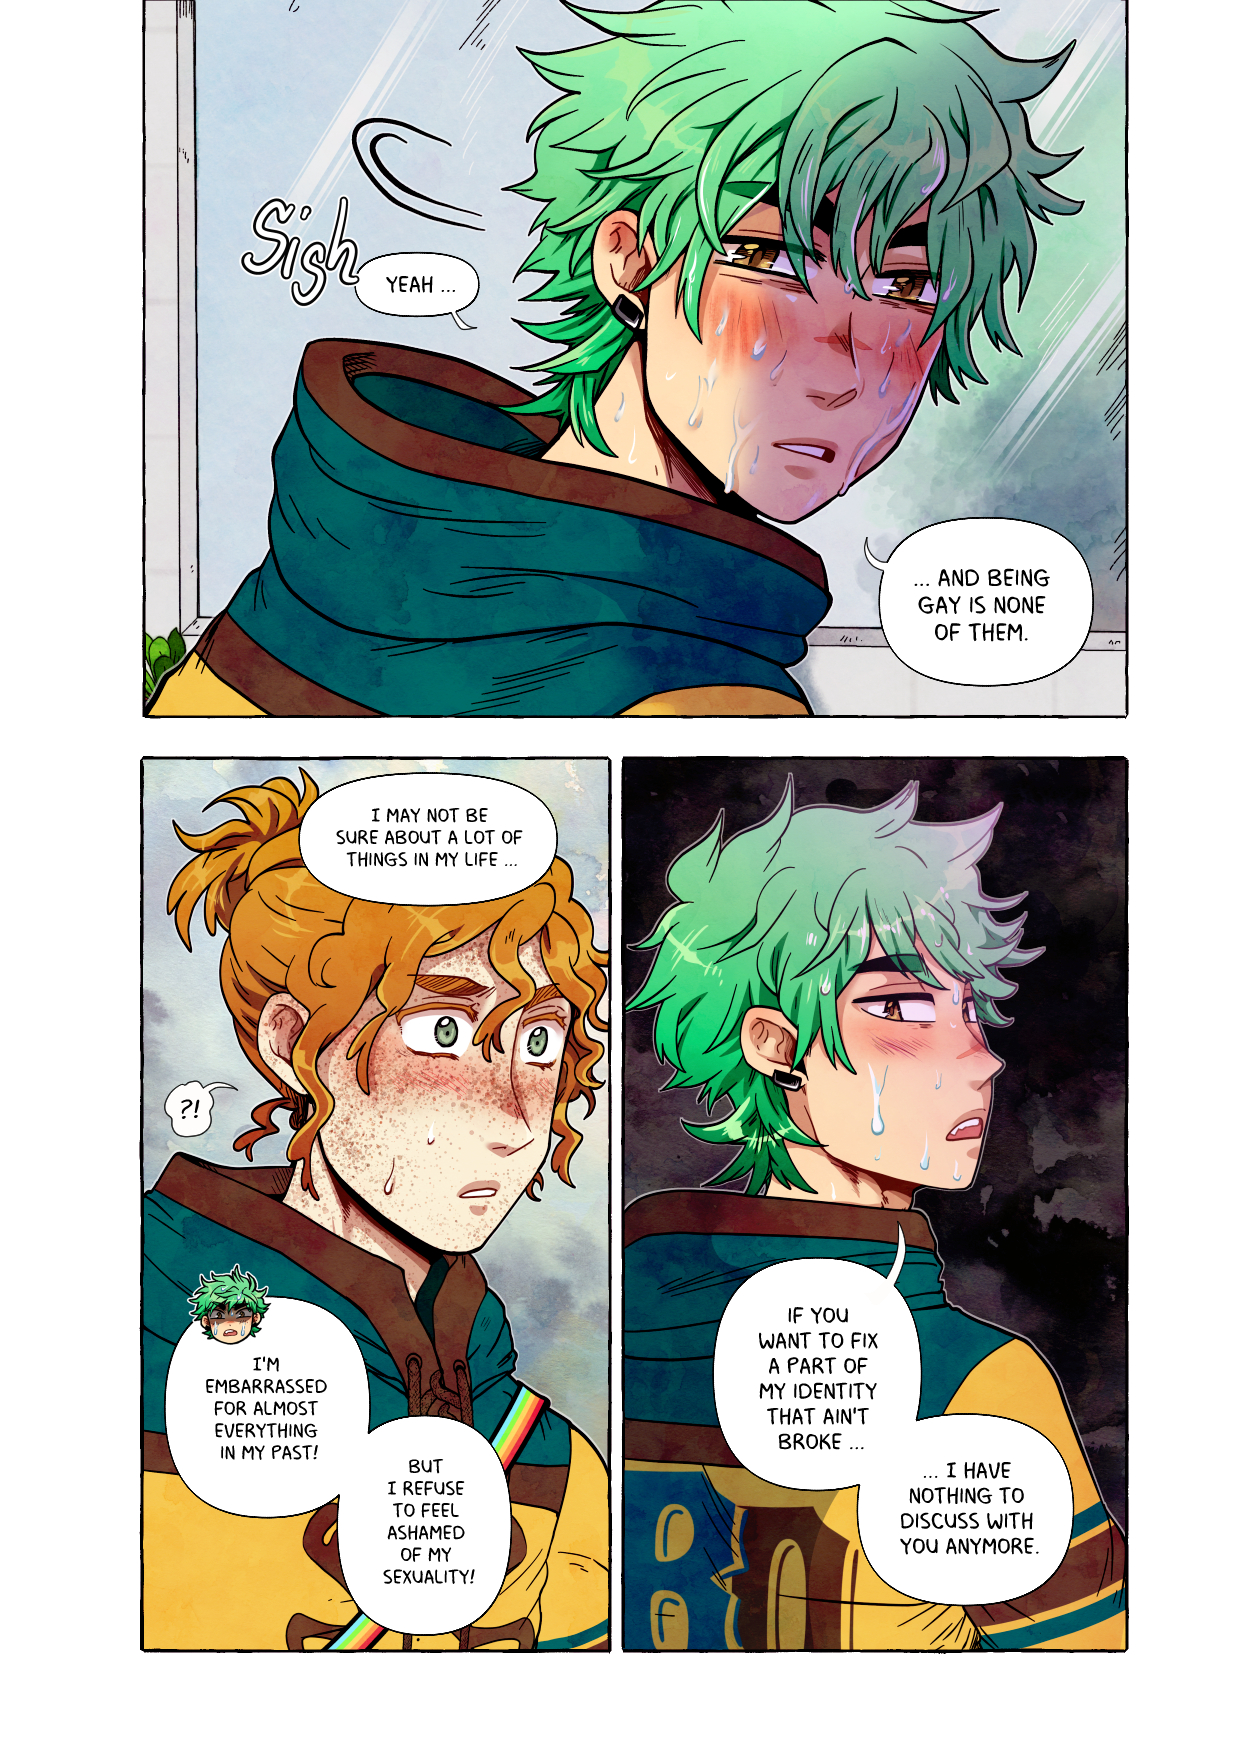 Sigh
YEAH ...
... AND BEING
GAY IS NONE
OF THEM.
I MAY NOT BE
SURE ABOUT A LOT OF
THINGS IN MY LIFE ...
?!
I'M
EMBARRASSED
FOR ALMOST
EVERYTHING
IN MY PAST!
BUT
I REFUSE
TO FEEL
ASHAMED
OF MY
SEXUALITY!
IF YOU
WANT TO FIX
A PART OF
MY IDENTITY
THAT AIN'T
BROKE ...
... I HAVE
NOTHING TO
DISCUSS WITH
YOU ANYMORE.